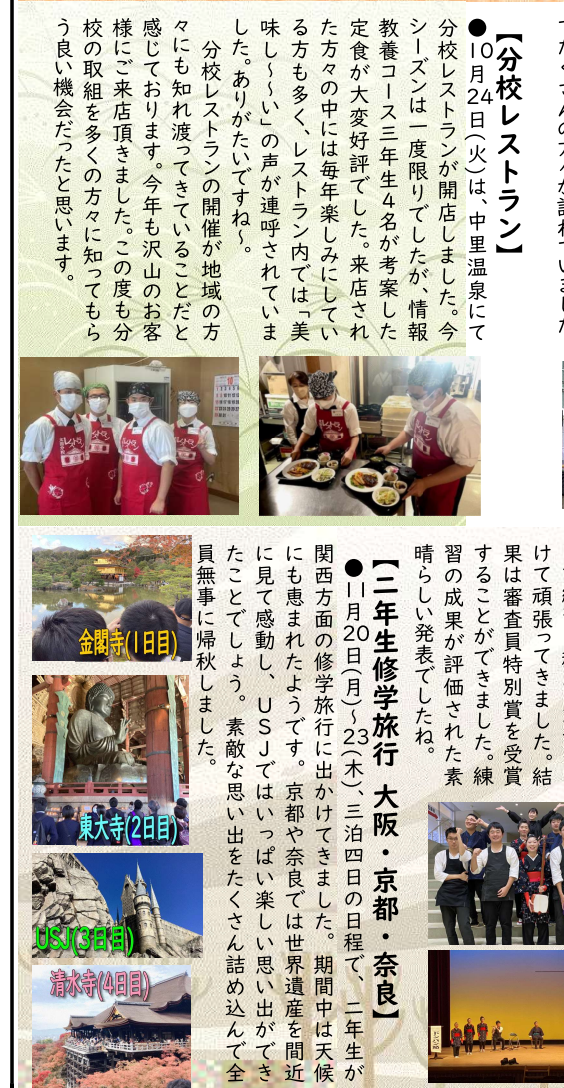 【分校レストラン】
●10月24日(火)は、中里温泉にて
分校レストランが開店しました。今
シーズンは一度限りでしたが、情報
教養コース三年生４名が考案した
定食が大変好評でした。来店され
た方々の中には毎年楽しみにしてい
る方も多く、レストラン内では「美
味し～～い」の声が連呼されていま
した。ありがたいですね～。
分校レストランの開催が地域の方
々にも知れ渡ってきていることだと
感じております。今年も沢山のお客
様にご来店頂きました。この度も分
校の取組を多くの方々に知ってもら
う良い機会だったと思います。
けて頑張ってきました。結
果は審査員特別賞を受賞
することができました。練
習の成果が評価された素
晴らしい発表でしたね。
【二年生修学旅行 大阪・京都・奈良】
●11月20日(月)～23(木)、三泊四日の日程で、二年生が
関西方面の修学旅行に出かけてきました。期間中は天候
にも恵まれたようです。京都や奈良では世界遺産を間近
に見て感動し、ＵＳＪではいっぱい楽しい思い出ができ
たことでしょう。素敵な思い出をたくさん詰め込んで全
員無事に帰秋しました。
金閣寺(1日目)
東大寺(2日目)
USJ(3日目)
清水寺(4日目)